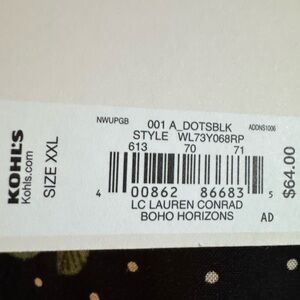 NWUPGB 001 A_DOTSBLK ADDNS1006
STYLE WL73Y068RP
613 70 71
KOHL'S
Kohls.com
SIZE XXL
$64.00
4 00862 86683 5
LC LAUREN CONRAD
BOHO HORIZONS AD